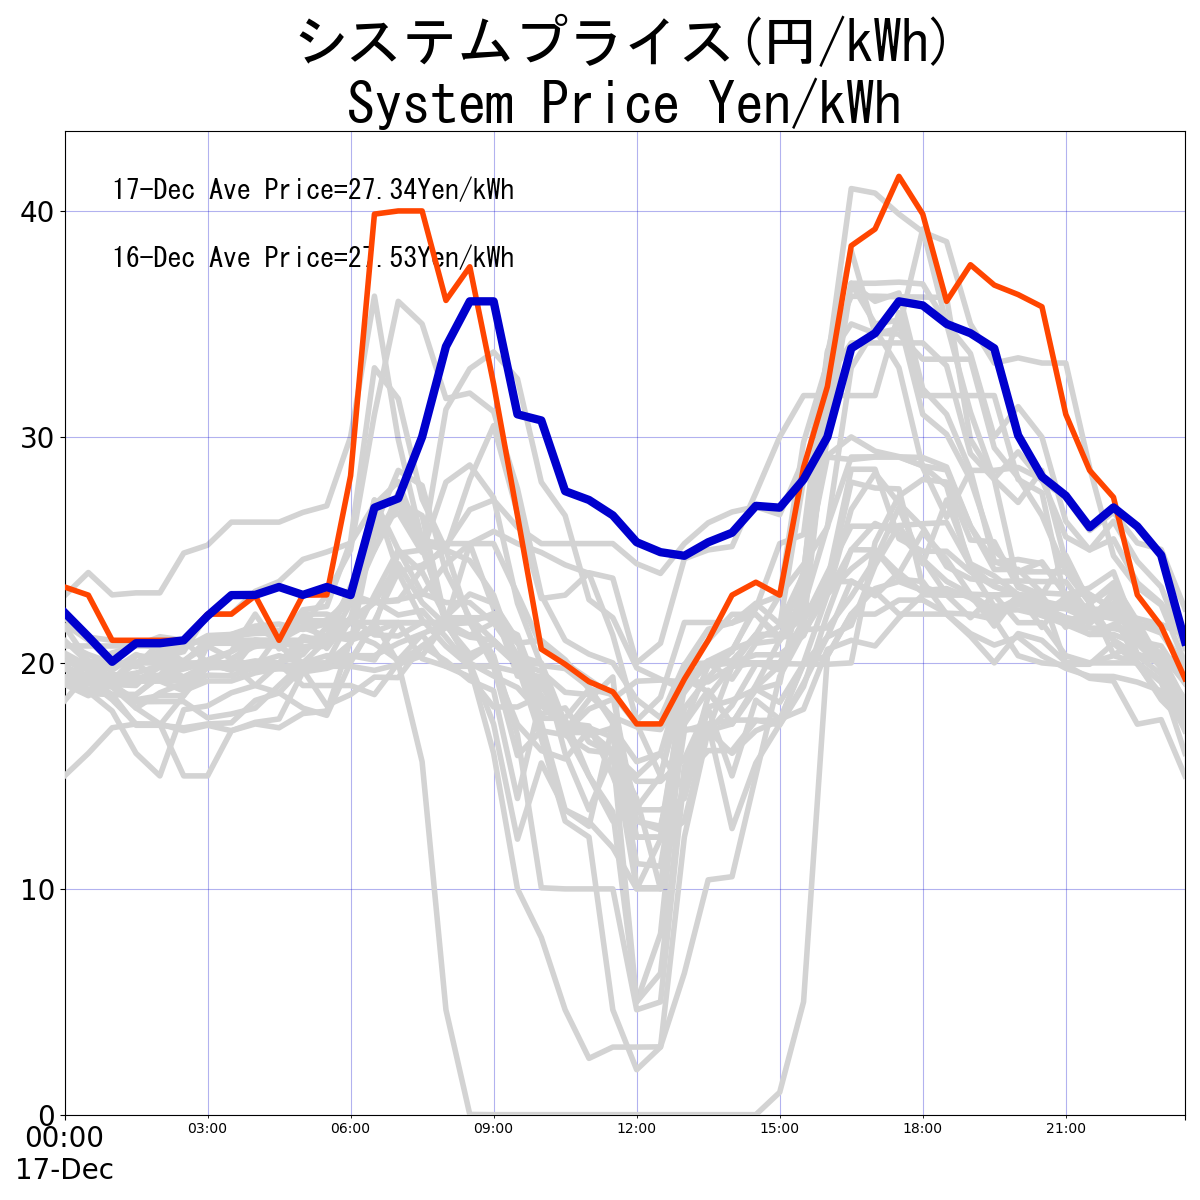 システムプライス(円/kWh)
System Price Yen/kWh
17-Dec Ave Price=27.34Yen/kWh
16-Dec Ave Price=27.53Yen/kWh
40
30
20
10
0
00:00 03:00 06:00 09:00 12:00 15:00 18:00 21:00
17-Dec